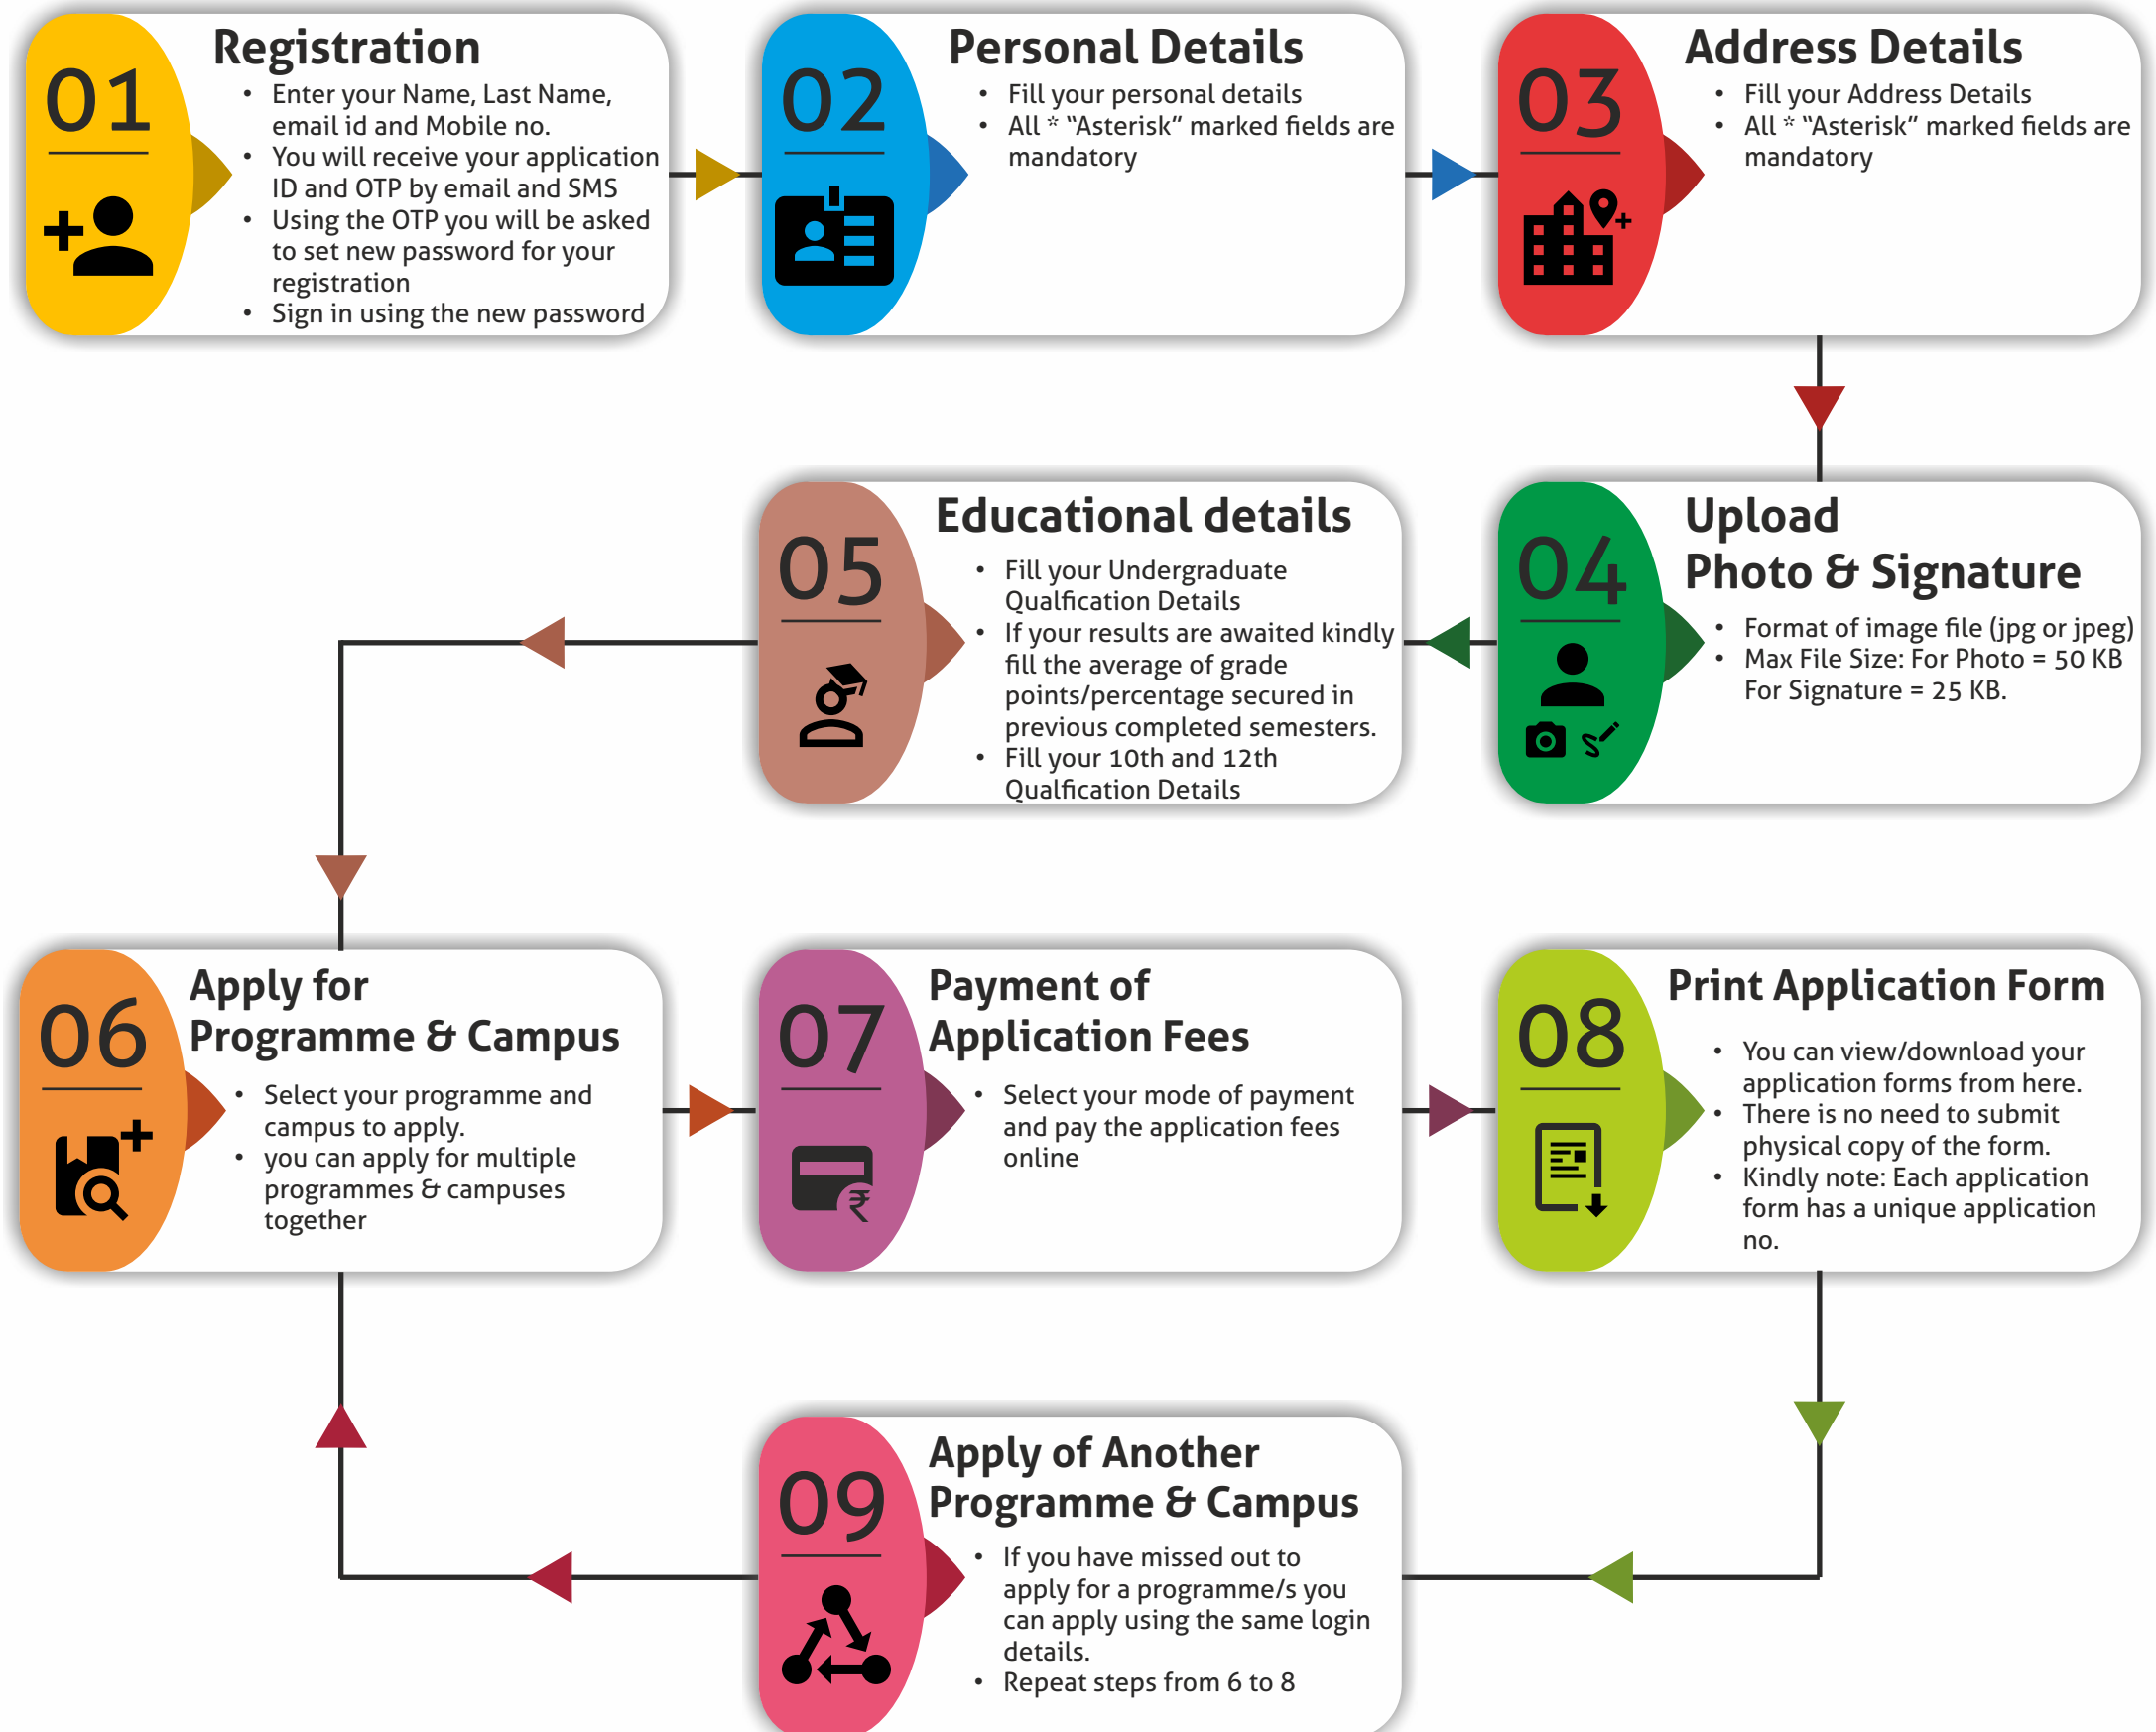 01
Registration
• Enter your Name, Last Name,
email id and Mobile no.
• You will receive your application
ID and OTP by email and SMS
• Using the OTP you will be asked
to set new password for your
registration
• Sign in using the new password
02
Personal Details
• Fill your personal details
• All * “Asterisk” marked fields are
mandatory
03
Address Details
• Fill your Address Details
• All * “Asterisk” marked fields are
mandatory
04
Upload
Photo & Signature
• Format of image file (jpg or jpeg)
• Max File Size: For Photo = 50 KB
For Signature = 25 KB.
05
Educational details
• Fill your Undergraduate
Qualfication Details
• If your results are awaited kindly
fill the average of grade
points/percentage secured in
previous completed semesters.
• Fill your 10th and 12th
Qualfication Details
06
Apply for
Programme & Campus
• Select your programme and
campus to apply.
• you can apply for multiple
programmes & campuses
together
07
Payment of
Application Fees
• Select your mode of payment
and pay the application fees
online
₹
08
Print Application Form
• You can view/download your
application forms from here.
• There is no need to submit
physical copy of the form.
• Kindly note: Each application
form has a unique application
no.
09
Apply of Another
Programme & Campus
• If you have missed out to
apply for a programme/s you
can apply using the same login
details.
• Repeat steps from 6 to 8